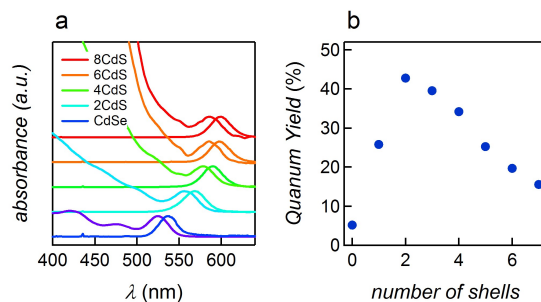 a
absorbance (a.u.)
8CdS
6CdS
4CdS
2CdS
CdSe
400 450 500 550 600
λ (nm)
b
Quanum Yield (%)
50
40
30
20
10
0
0 2 4 6
number of shells